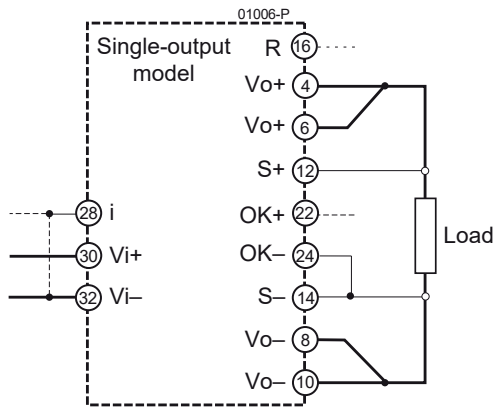 01006-P
Single-output
model
R 16
Vo+ 4
Vo+ 6
S+ 12
28 i
OK+ 22
30 Vi+
OK– 24
Load
32 Vi–
S– 14
Vo– 8
Vo– 10